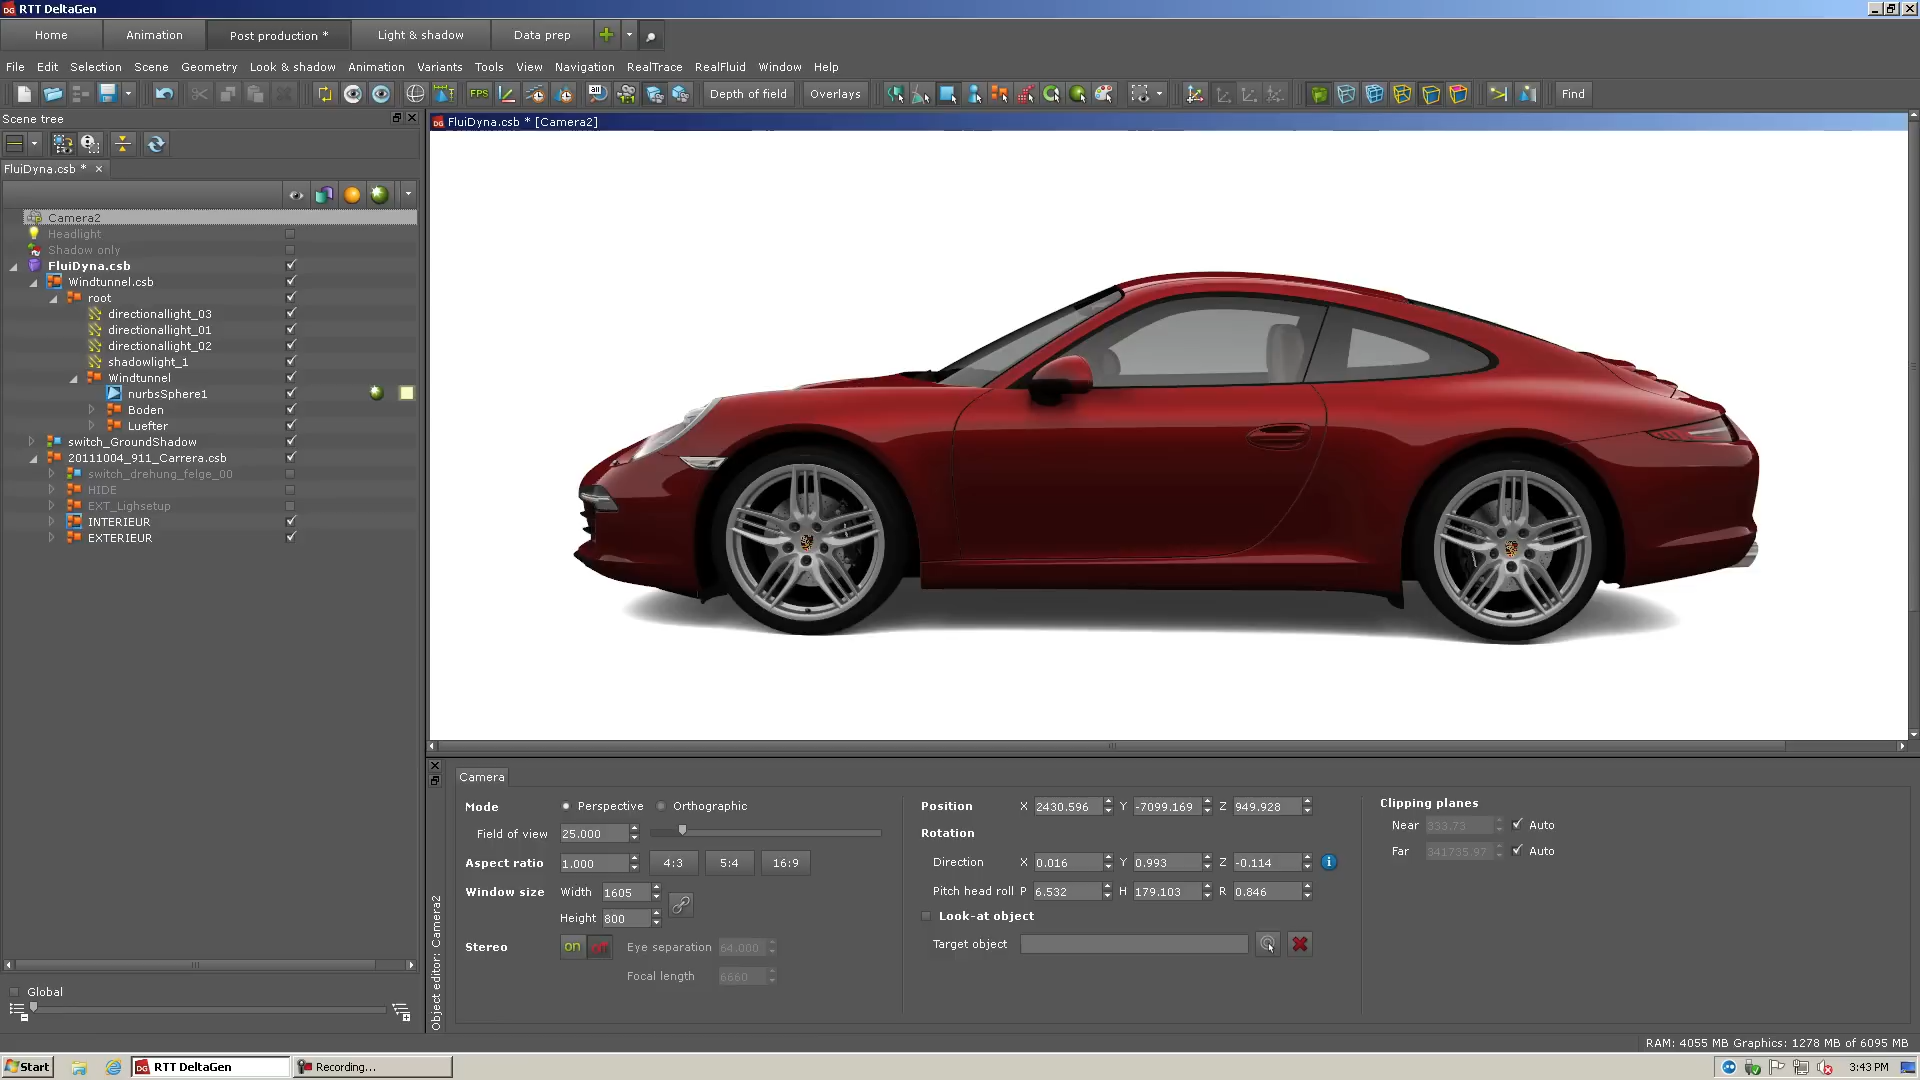 RTT DeltaGen
Home Animation Post production * Light & shadow Data prep
File Edit Selection Scene Geometry Look & shadow Animation Variants Tools View Navigation RealTrace RealFluid Window Help
FPS all Depth of field Overlays Find
Scene tree
FluiDyna.csb * [Camera2]
FluiDyna.csb *
Camera2
Headlight
Shadow only
FluiDyna.csb
Windtunnel.csb
root
directionallight_03
directionallight_01
directionallight_02
shadowlight_1
Windtunnel
nurbsSphere1
Boden
Luefter
switch_GroundShadow
20111004_911_Carrera.csb
switch_drehung_felge_00
HIDE
EXT_Lighsetup
INTERIEUR
EXTERIEUR
Global
Object editor: Camera2
Camera
Mode Perspective Orthographic
Field of view 25.000
Aspect ratio 1.000 4:3 5:4 16:9
Window size Width 1605
Height 800
Stereo on off Eye separation 64.000
Focal length 6660
Position X 2430.596 Y -7099.169 Z 949.928
Rotation
Direction X 0.016 Y 0.993 Z -0.114
Pitch head roll P 6.532 H 179.103 R 0.846
Look-at object
Target object
Clipping planes
Near 333.73 Auto
Far 341735.97 Auto
RAM: 4055 MB Graphics: 1278 MB of 6095 MB
Start RTT DeltaGen Recording... 3:43 PM